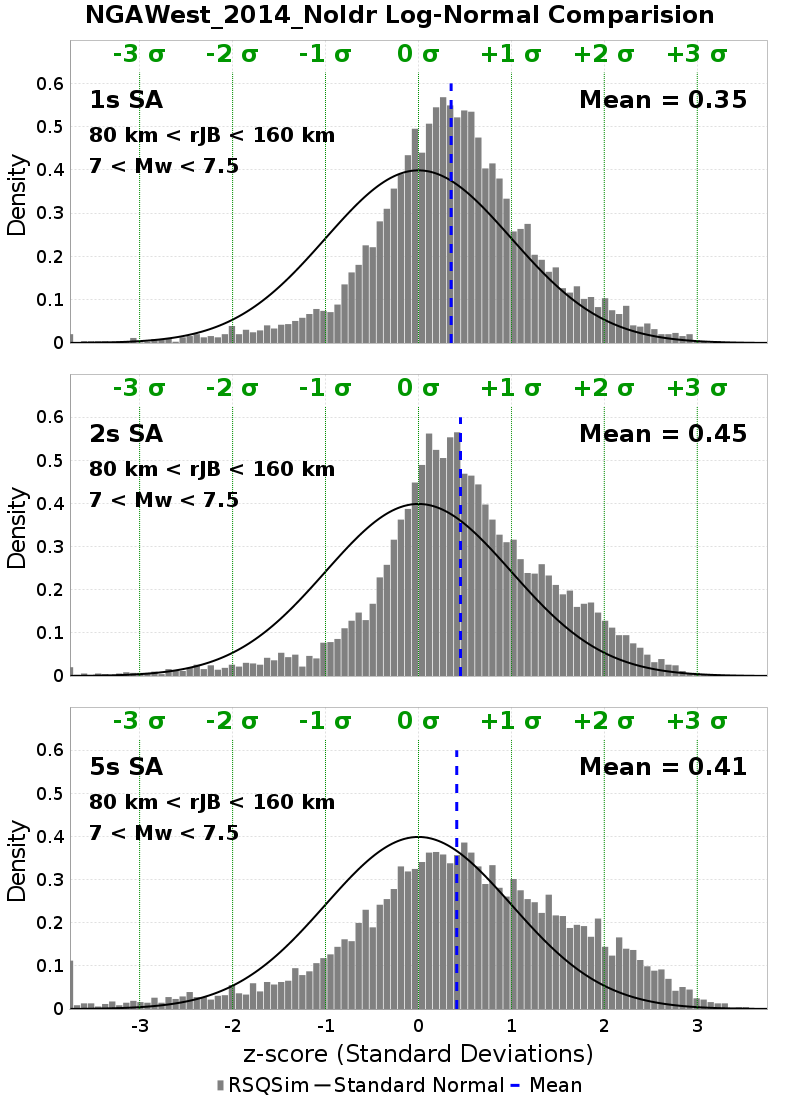 NGAWest_2014_NoIdr Log-Normal Comparision
-3 σ -2 σ -1 σ 0 σ +1 σ +2 σ +3 σ
1s SA Mean = 0.35
80 km < rJB < 160 km
7 < Mw < 7.5
Density
0.6
0.5
0.4
0.3
0.2
0.1
0
-3 σ -2 σ -1 σ 0 σ +1 σ +2 σ +3 σ
2s SA Mean = 0.45
80 km < rJB < 160 km
7 < Mw < 7.5
Density
0.6
0.5
0.4
0.3
0.2
0.1
0
-3 σ -2 σ -1 σ 0 σ +1 σ +2 σ +3 σ
5s SA Mean = 0.41
80 km < rJB < 160 km
7 < Mw < 7.5
Density
0.6
0.5
0.4
0.3
0.2
0.1
0
-3 -2 -1 0 1 2 3
z-score (Standard Deviations)
RSQSim Standard Normal Mean